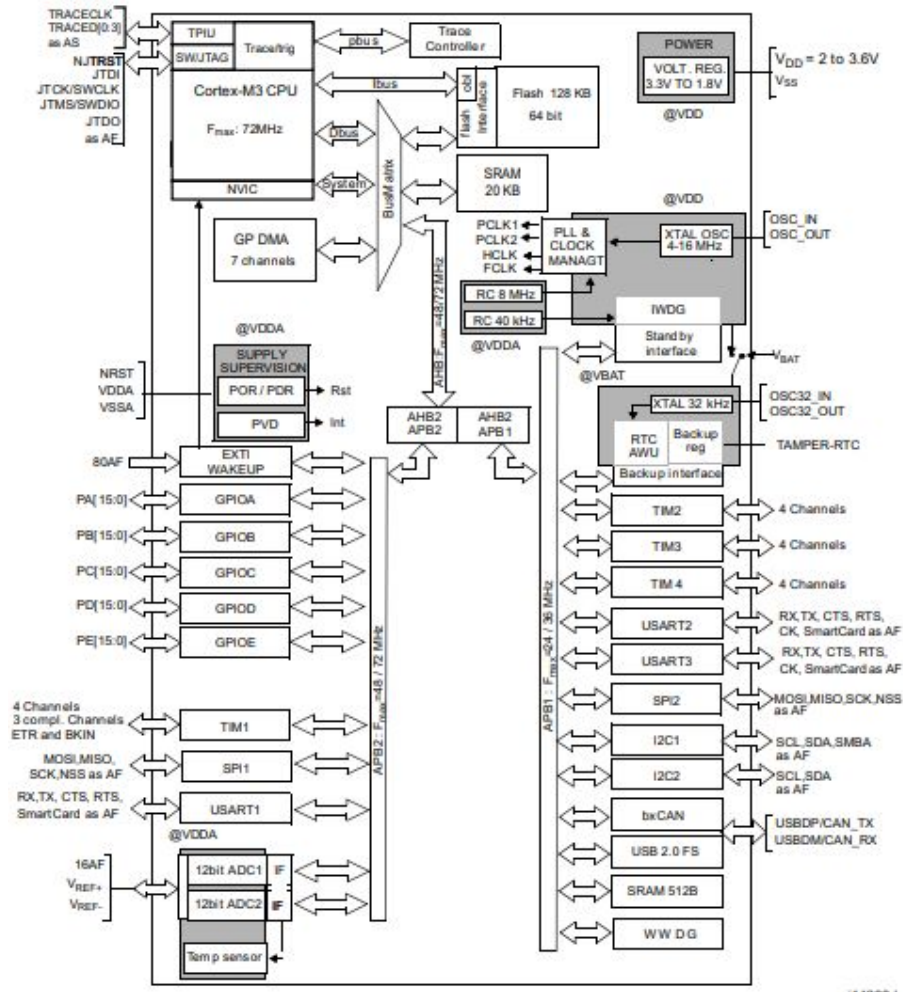 TRACECLK
TRACED[0:3]
as AS
NJTRST
JTDI
JTCK/SWCLK
JTMS/SWDIO
JTDO
as AF
TPIU
SW/JTAG
Trace/trig
Cortex-M3 CPU
Fmax: 72MHz
NVIC
GP DMA
7 channels
pbus
Ibus
Dbus
System
BusMatrix
Trace
Controller
flash obl
Interface
Flash 128 KB
64 bit
SRAM
20 KB
POWER
VOLT. REG.
3.3V TO 1.8V
@VDD
VDD = 2 to 3.6V
VSS
@VDD
PCLK1
PCLK2
HCLK
FCLK
PLL &
CLOCK
MANAGT
XTAL OSC
4-16 MHz
OSC_IN
OSC_OUT
RC 8 MHz
RC 40 kHz
@VDDA
IWDG
Standby
interface
VBAT
@VBAT
XTAL 32 kHz
OSC32_IN
OSC32_OUT
RTC
AWU
Backup
reg
Backup interface
TAMPER-RTC
AHB:Fmax=48/72 MHz
@VDDA
SUPPLY
SUPERVISION
POR / PDR
Rst
PVD
Int
NRST
VDDA
VSSA
AHB2
APB2
AHB2
APB1
80AF
EXTI
WAKEUP
PA[15:0]
GPIOA
PB[15:0]
GPIOB
PC[15:0]
GPIOC
PD[15:0]
GPIOD
PE[15:0]
GPIOE
4 Channels
3 compl. Channels
ETR and BKIN
TIM1
MOSI,MISO,
SCK,NSS as AF
SPI1
RX,TX, CTS, RTS,
SmartCard as AF
USART1
@VDDA
16AF
VREF+
VREF-
12bit ADC1 IF
12bit ADC2 IF
Temp sensor
APB2 : Fmax=48 / 72 MHz
APB1 : Fmax=24 / 36 MHz
TIM2
4 Channels
TIM3
4 Channels
TIM 4
4 Channels
USART2
RX,TX, CTS, RTS,
CK, SmartCard as AF
USART3
RX,TX, CTS, RTS,
CK, SmartCard as AF
SPI2
MOSI,MISO,SCK,NSS
as AF
I2C1
SCL,SDA,SMBA
as AF
I2C2
SCL,SDA
as AF
bxCAN
USBDP/CAN_TX
USBDM/CAN_RX
USB 2.0 FS
SRAM 512B
WWDG